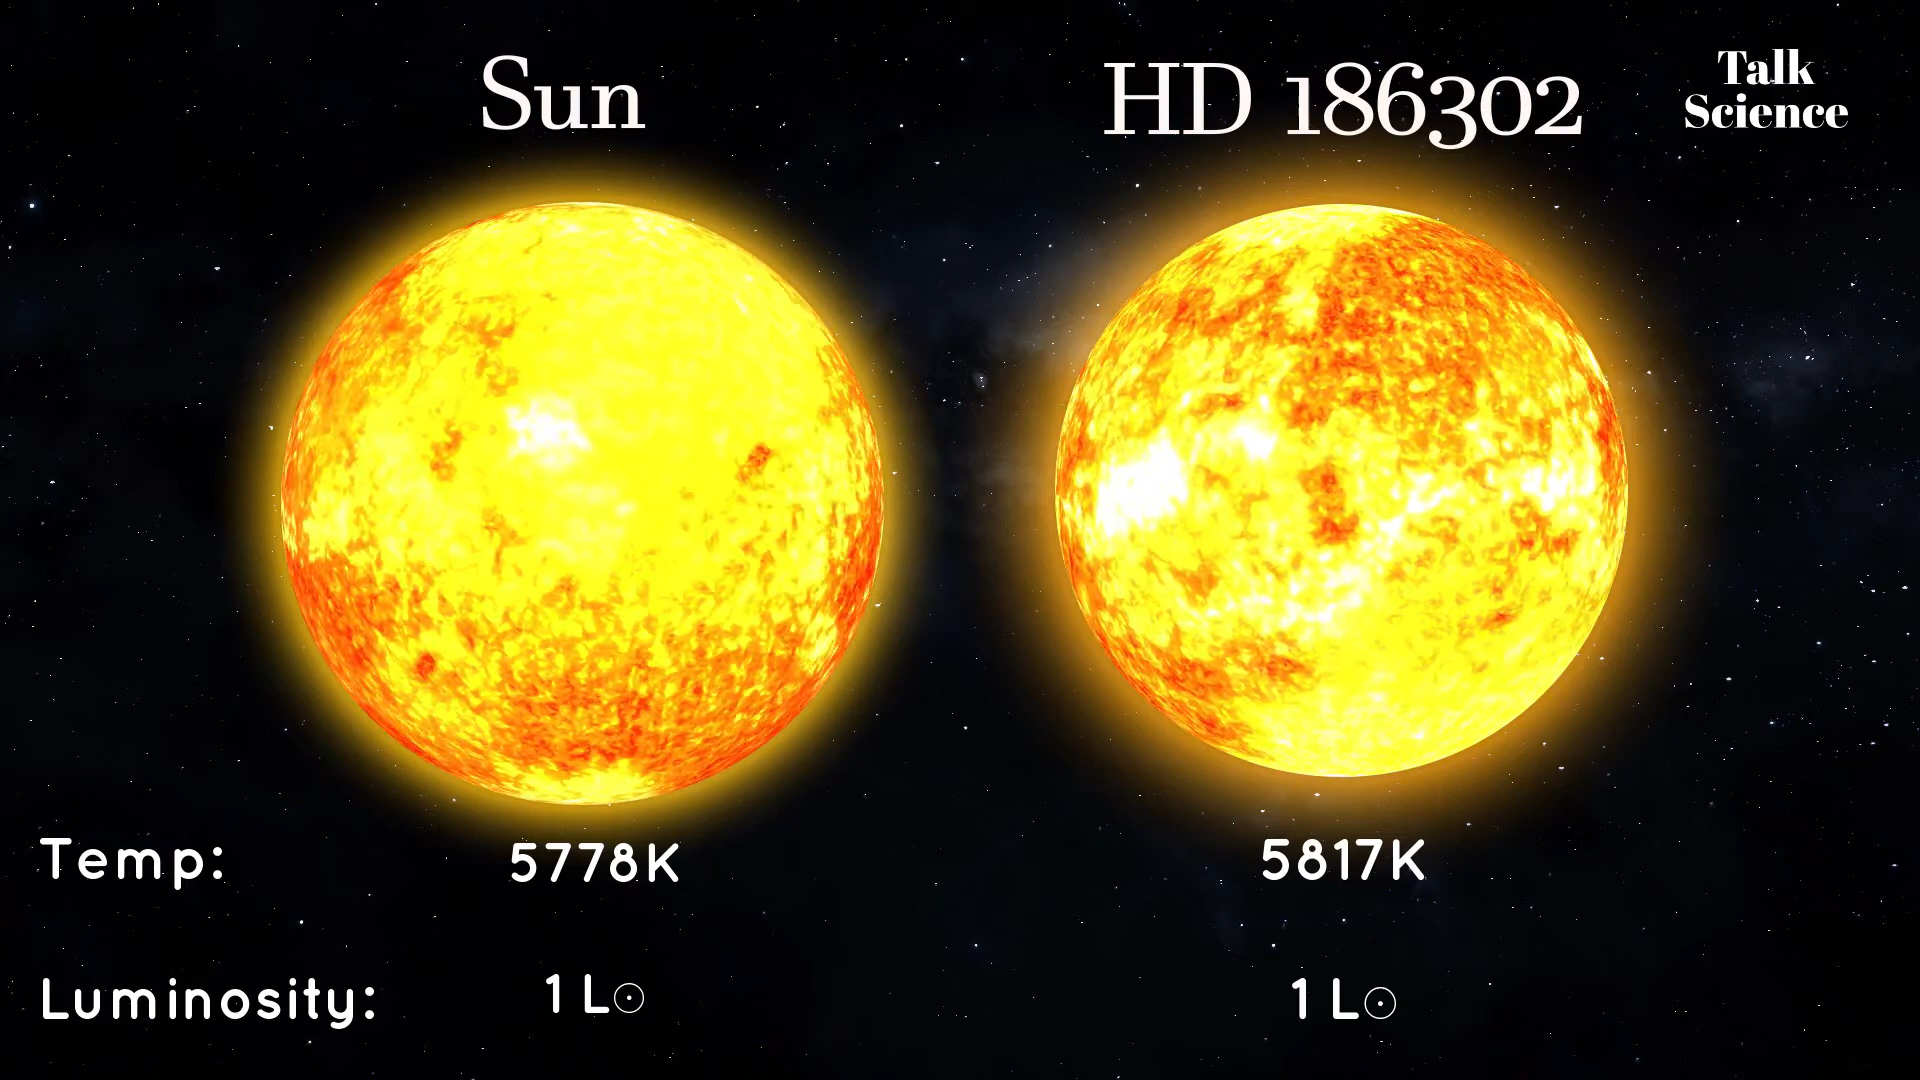 Sun
HD 186302
Talk
Science
Temp: 5778K 5817K
Luminosity: 1 L☉ 1 L☉